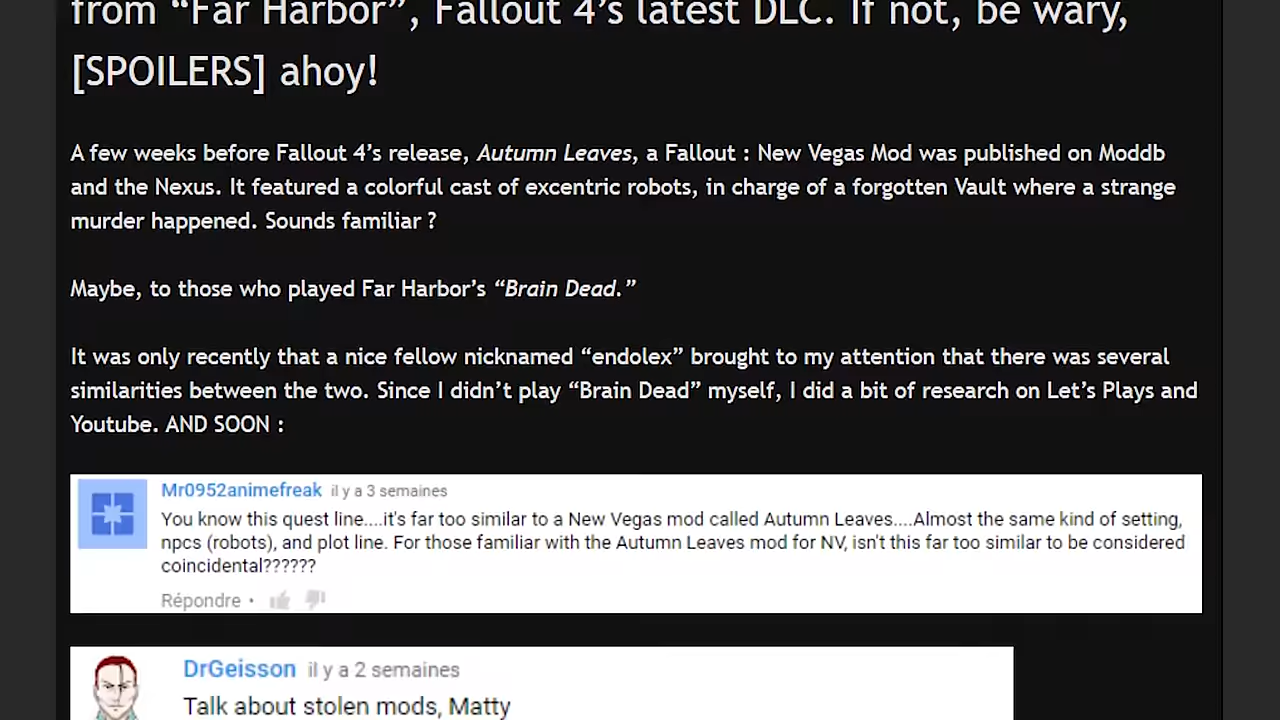 from “Far Harbor”, Fallout 4’s latest DLC. If not, be wary,
[SPOILERS] ahoy!
A few weeks before Fallout 4’s release, Autumn Leaves, a Fallout : New Vegas Mod was published on Moddb
and the Nexus. It featured a colorful cast of excentric robots, in charge of a forgotten Vault where a strange
murder happened. Sounds familiar ?
Maybe, to those who played Far Harbor’s “Brain Dead.”
It was only recently that a nice fellow nicknamed “endolex” brought to my attention that there was several
similarities between the two. Since I didn’t play “Brain Dead” myself, I did a bit of research on Let’s Plays and
Youtube. AND SOON :
Mr0952animefreak il y a 3 semaines
You know this quest line....it's far too similar to a New Vegas mod called Autumn Leaves....Almost the same kind of setting,
npcs (robots), and plot line. For those familiar with the Autumn Leaves mod for NV, isn't this far too similar to be considered
coincidental??????
Répondre •
DrGeisson il y a 2 semaines
Talk about stolen mods, Matty